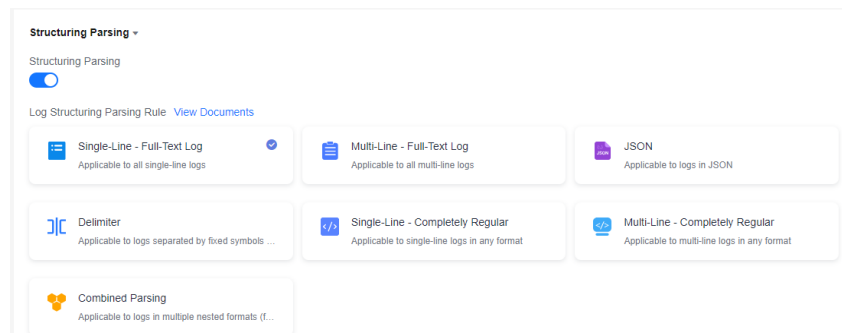 Structuring Parsing
Structuring Parsing
Log Structuring Parsing Rule View Documents
Single-Line - Full-Text Log
Applicable to all single-line logs
Multi-Line - Full-Text Log
Applicable to all multi-line logs
JSON
JSON
Applicable to logs in JSON
Delimiter
Applicable to logs separated by fixed symbols ...
Single-Line - Completely Regular
Applicable to single-line logs in any format
Multi-Line - Completely Regular
Applicable to multi-line logs in any format
Combined Parsing
Applicable to logs in multiple nested formats (f...